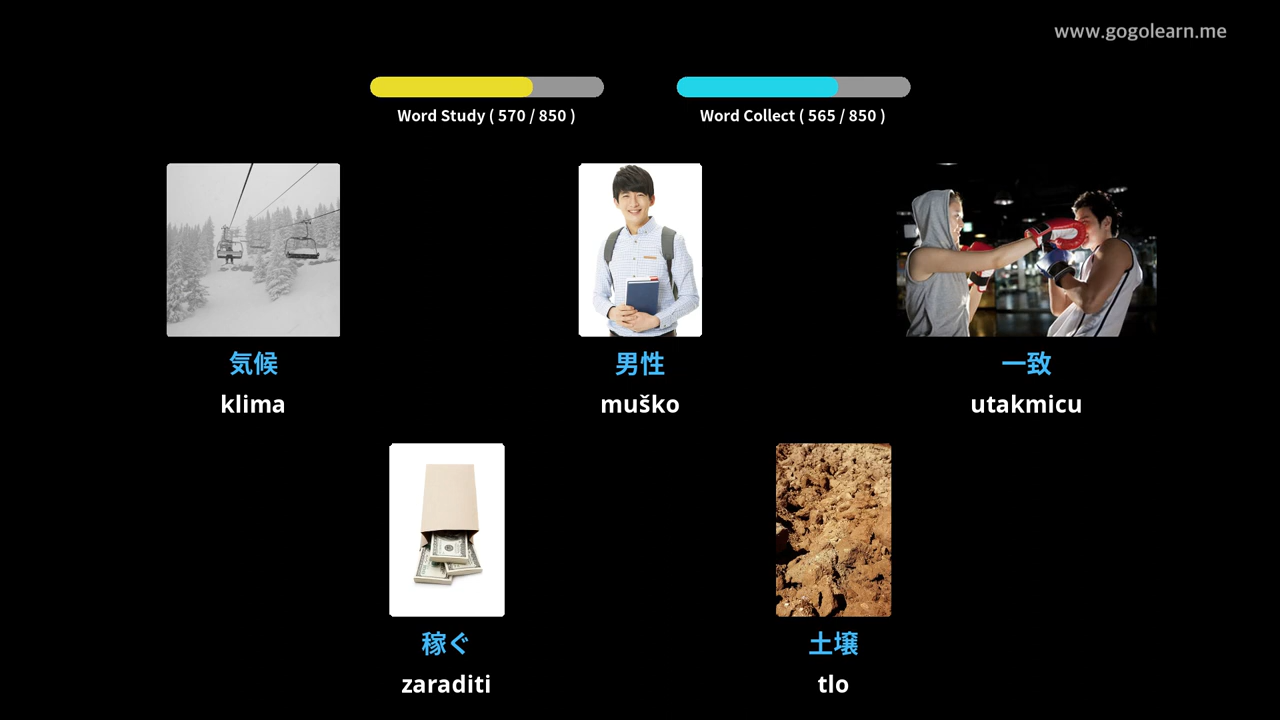 www.gogolearn.me
Word Study ( 570 / 850 )
Word Collect ( 565 / 850 )
気候
klima
男性
muško
一致
utakmicu
稼ぐ
zaraditi
土壌
tlo